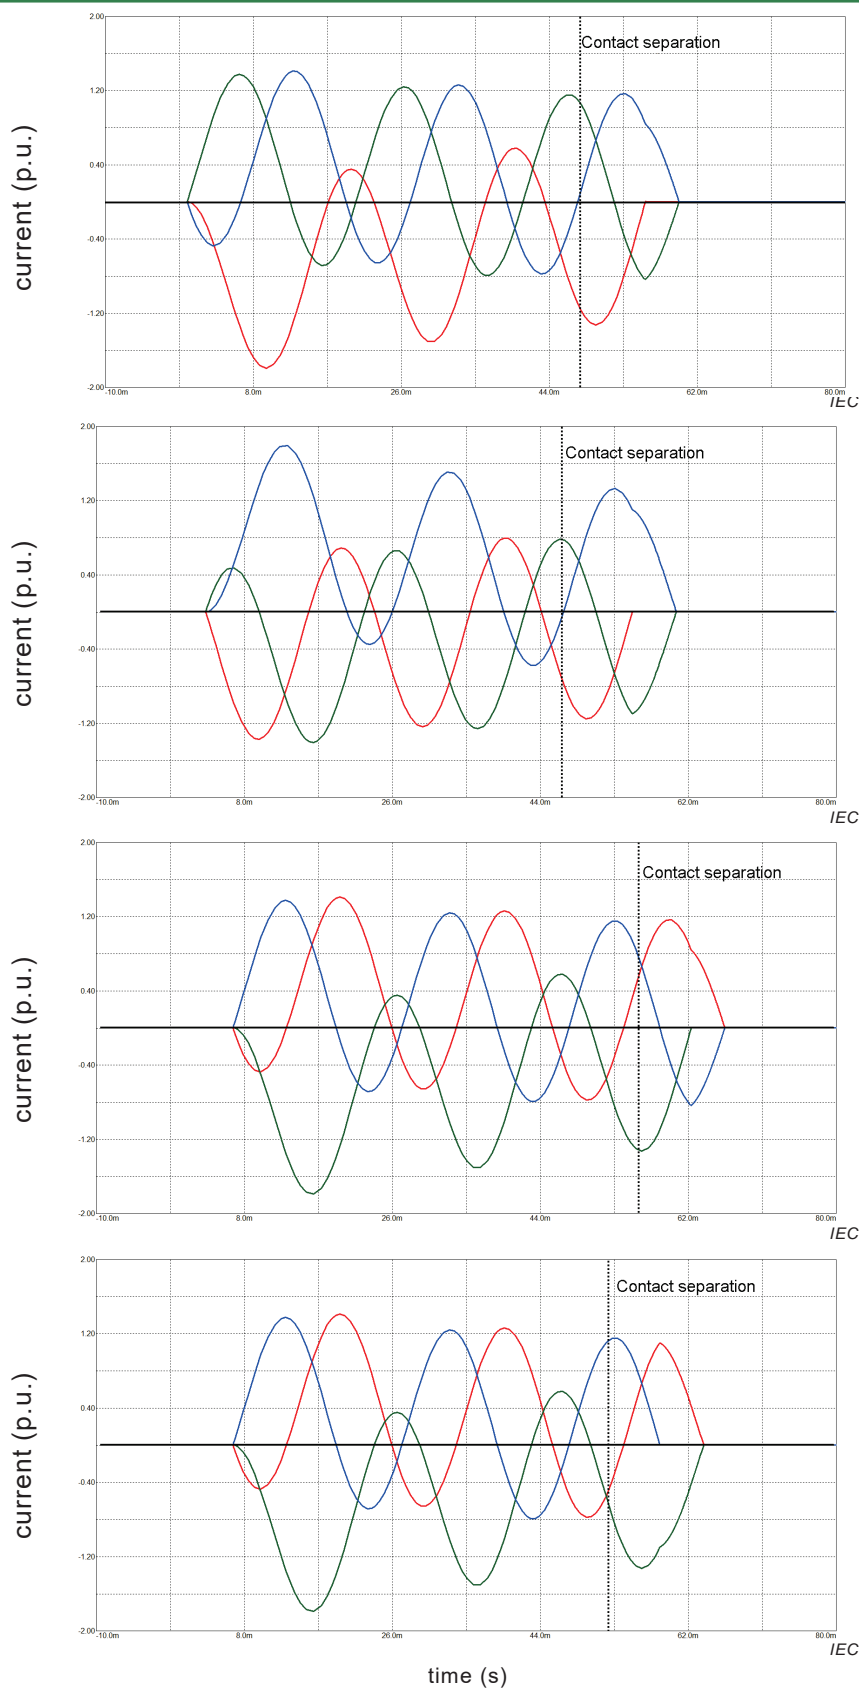 2.00
Contact separation
1.20
0.40
-0.40
-1.20
-2.00
-10.0m 8.0m 26.0m 44.0m 62.0m 80.0m
current (p.u.)
IEC
2.00
Contact separation
1.20
0.40
-0.40
-1.20
-2.00
-10.0m 8.0m 26.0m 44.0m 62.0m 80.0m
current (p.u.)
IEC
2.00
Contact separation
1.20
0.40
-0.40
-1.20
-2.00
-10.0m 8.0m 26.0m 44.0m 62.0m 80.0m
current (p.u.)
IEC
2.00
Contact separation
1.20
0.40
-0.40
-1.20
-2.00
-10.0m 8.0m 26.0m 44.0m 62.0m 80.0m
current (p.u.)
IEC
time (s)